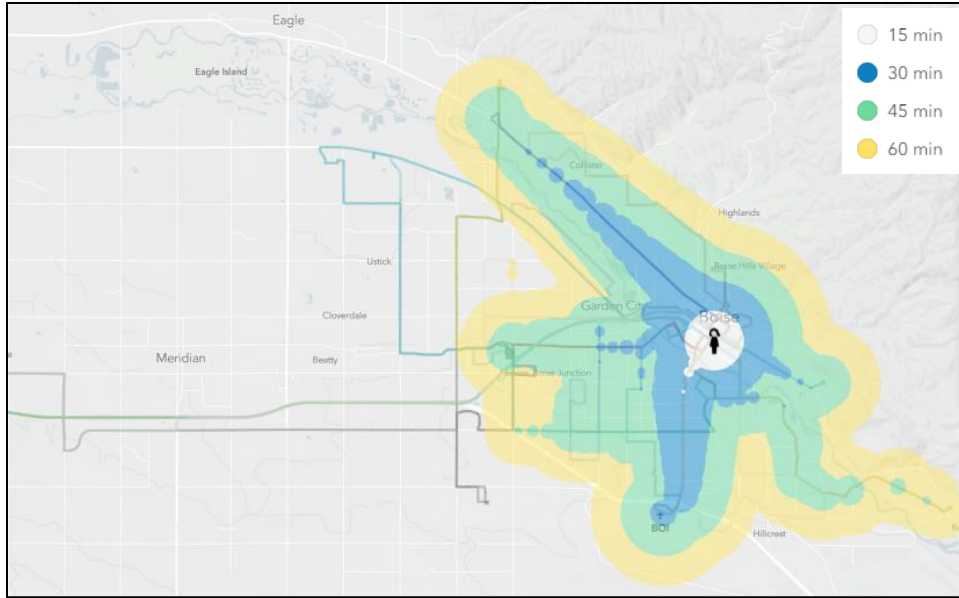 Eagle
15 min
30 min
45 min
60 min
Eagle Island
Collister
Highlands
Ustick
Boise Hills Village
Garden City
Boise
Cloverdale
Meridian
Beatty
Boise Junction
BOI
Hillcrest